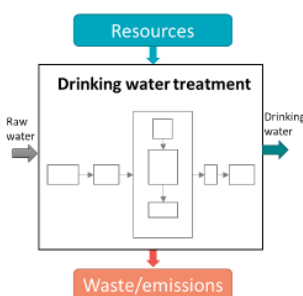 Resources
Drinking water treatment
Raw
water
Drinking
water
Waste/emissions